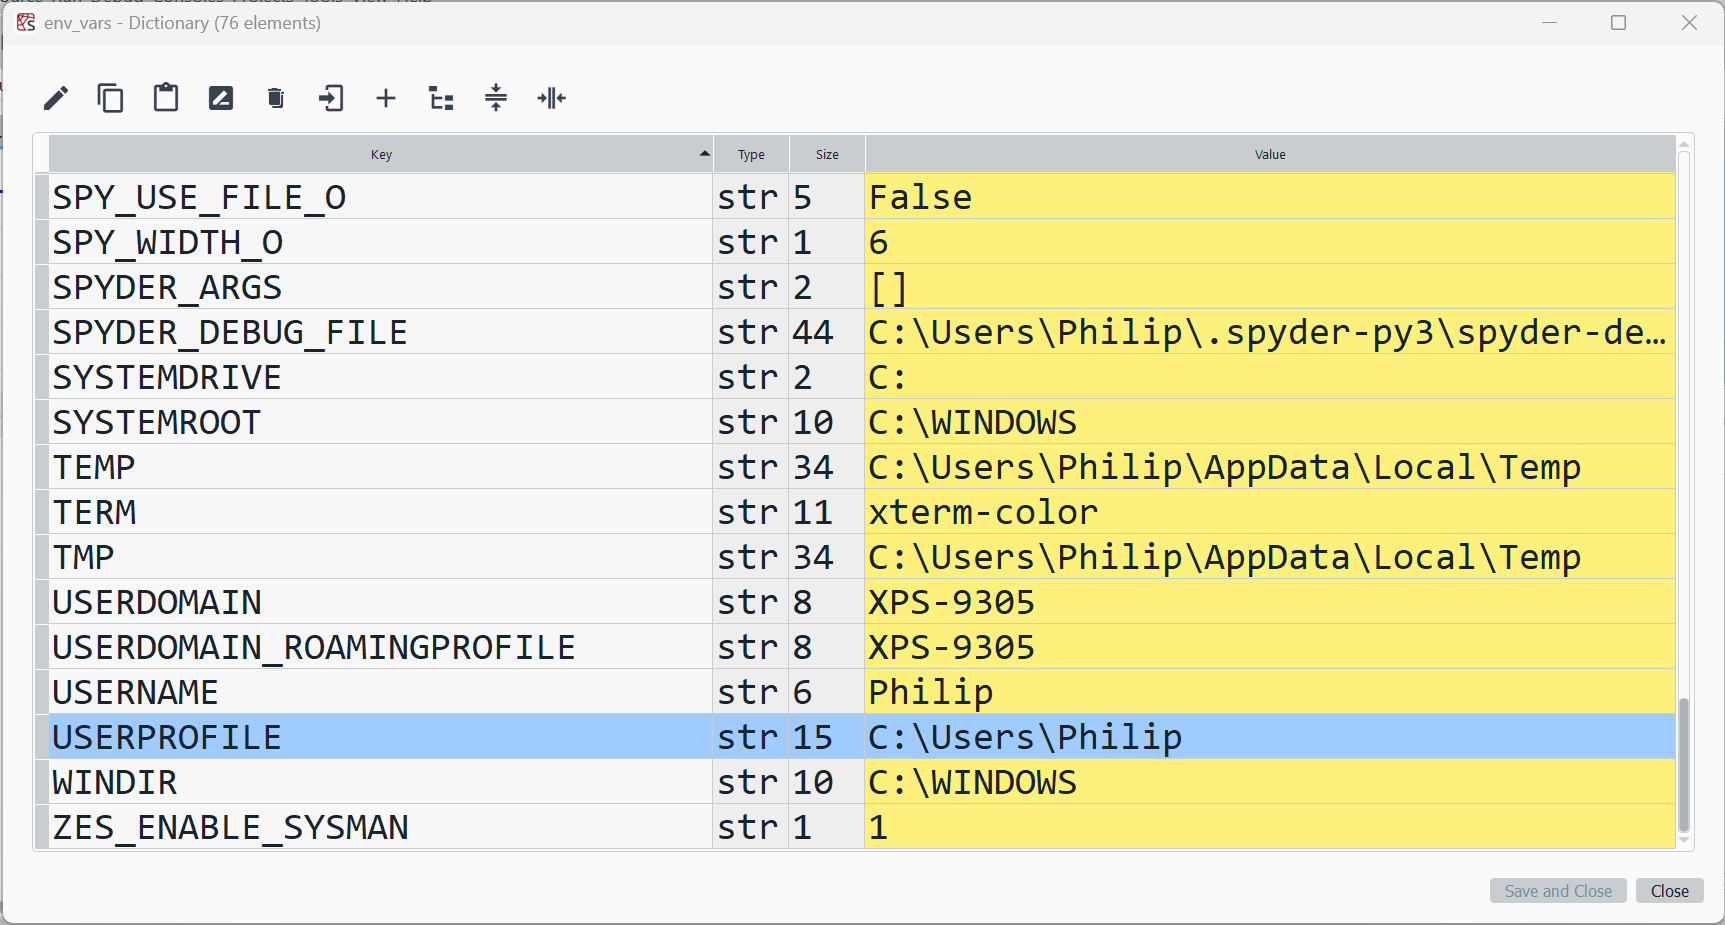 env_vars - Dictionary (76 elements)
Key Type Size Value
SPY_USE_FILE_O str 5 False
SPY_WIDTH_O str 1 6
SPYDER_ARGS str 2 []
SPYDER_DEBUG_FILE str 44 C:\Users\Philip\.spyder-py3\spyder-de…
SYSTEMDRIVE str 2 C:
SYSTEMROOT str 10 C:\WINDOWS
TEMP str 34 C:\Users\Philip\AppData\Local\Temp
TERM str 11 xterm-color
TMP str 34 C:\Users\Philip\AppData\Local\Temp
USERDOMAIN str 8 XPS-9305
USERDOMAIN_ROAMINGPROFILE str 8 XPS-9305
USERNAME str 6 Philip
USERPROFILE str 15 C:\Users\Philip
WINDIR str 10 C:\WINDOWS
ZES_ENABLE_SYSMAN str 1 1
Save and Close Close